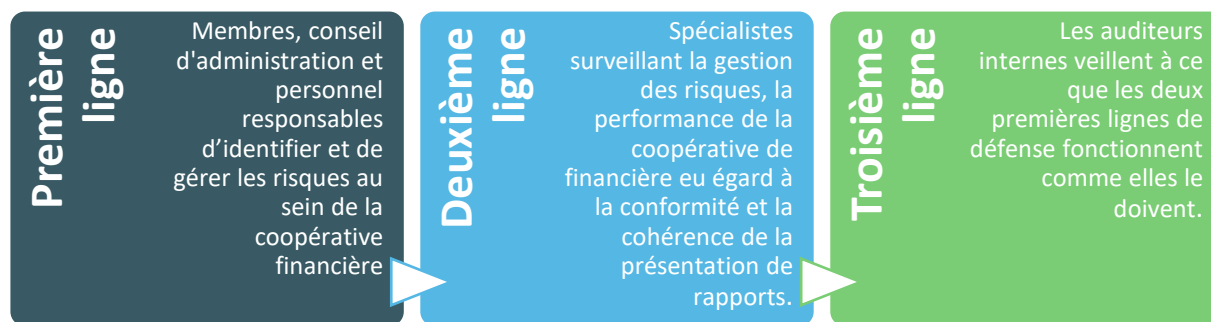 Première
ligne
Membres, conseil
d'administration et
personnel
responsables
d’identifier et de
gérer les risques au
sein de la
coopérative
financière
Deuxième
ligne
Spécialistes
surveillant la gestion
des risques, la
performance de la
coopérative de
financière eu égard à
la conformité et la
cohérence de la
présentation de
rapports.
Troisième
ligne
Les auditeurs
internes veillent à ce
que les deux
premières lignes de
défense fonctionnent
comme elles le
doivent.